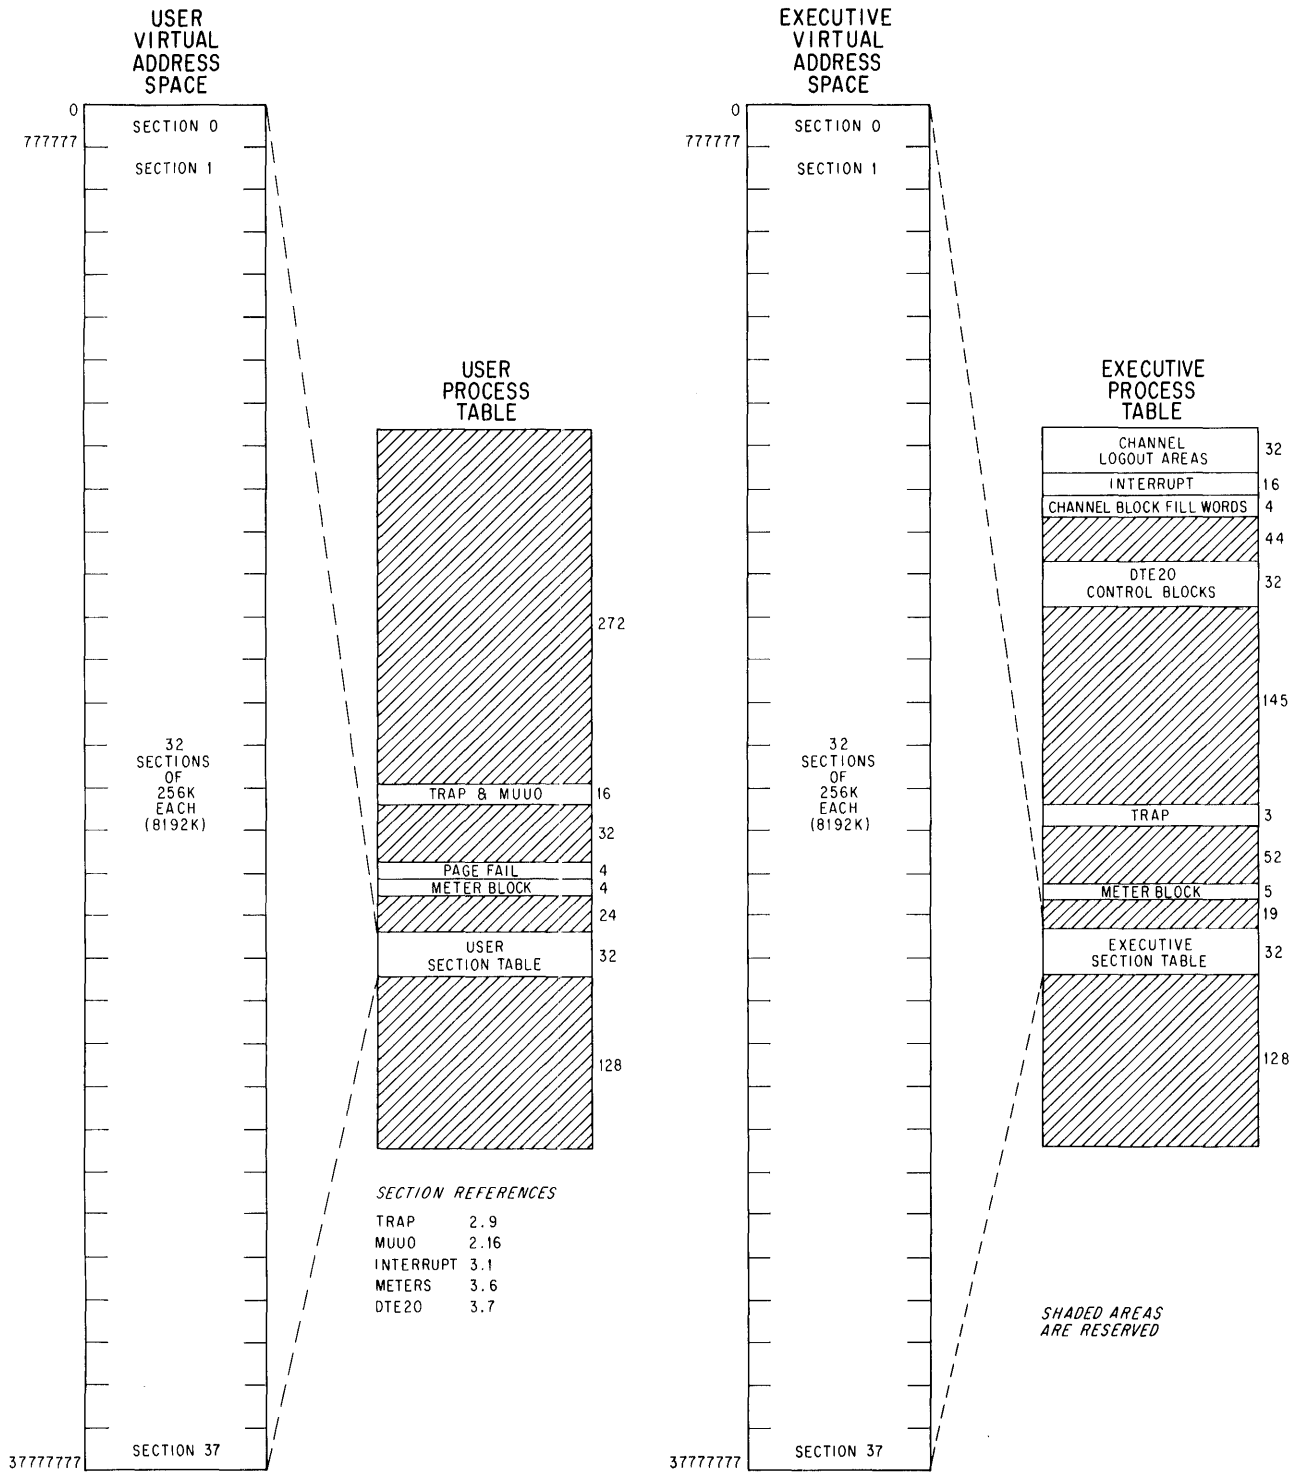 USER
VIRTUAL
ADDRESS
SPACE
0
777777
SECTION 0
SECTION 1
32
SECTIONS
OF
256K
EACH
(8192K)
SECTION 37
37777777
USER
PROCESS
TABLE
272
TRAP & MUUO 16
32
PAGE FAIL 4
METER BLOCK 4
24
USER
SECTION TABLE
32
128
SECTION REFERENCES
TRAP 2.9
MUUO 2.16
INTERRUPT 3.1
METERS 3.6
DTE20 3.7
EXECUTIVE
VIRTUAL
ADDRESS
SPACE
0
777777
SECTION 0
SECTION 1
32
SECTIONS
OF
256K
EACH
(8192K)
SECTION 37
37777777
EXECUTIVE
PROCESS
TABLE
CHANNEL
LOGOUT AREAS
32
INTERRUPT 16
CHANNEL BLOCK FILL WORDS 4
44
DTE20
CONTROL BLOCKS
32
145
TRAP 3
52
METER BLOCK 5
19
EXECUTIVE
SECTION TABLE
32
128
SHADED AREAS
ARE RESERVED